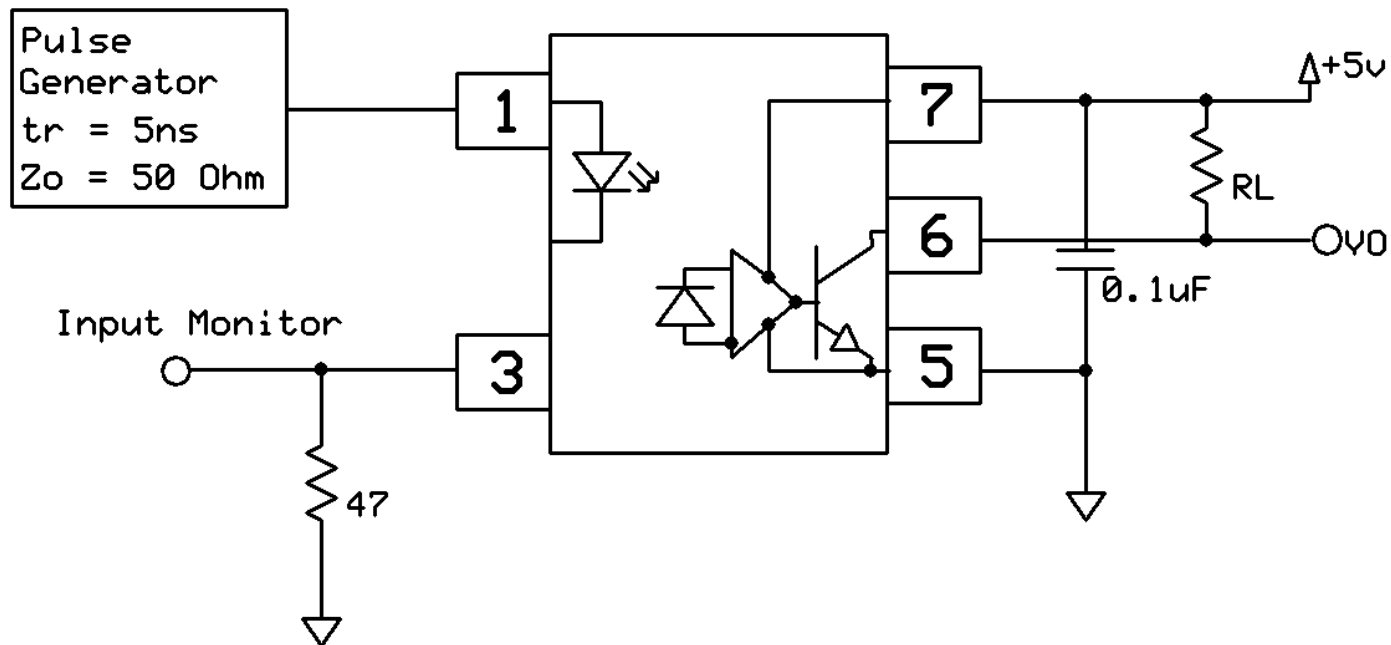 Pulse
Generator
tr = 5ns
Zo = 50 Ohm
1
7
+5v
RL
6
VO
0.1uF
Input Monitor
3
5
47